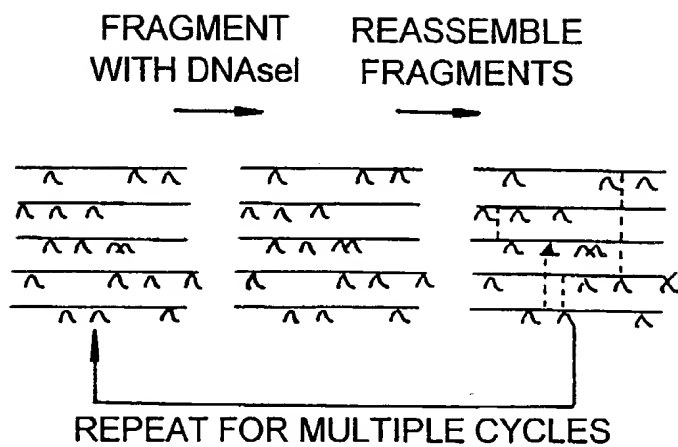 FRAGMENT
WITH DNAseI
REASSEMBLE
FRAGMENTS
REPEAT FOR MULTIPLE CYCLES